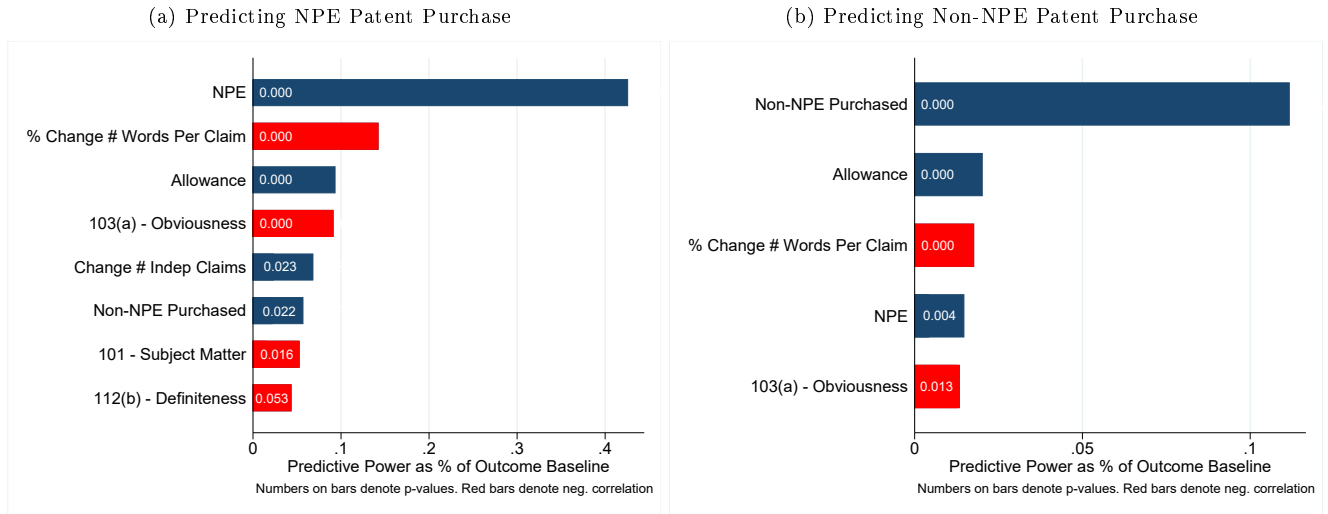 (a) Predicting NPE Patent Purchase
NPE
0.000
% Change # Words Per Claim
0.000
Allowance
0.000
103(a) - Obviousness
0.000
Change # Indep Claims
0.023
Non-NPE Purchased
0.022
101 - Subject Matter
0.016
112(b) - Definiteness
0.053
0 .1 .2 .3 .4
Predictive Power as % of Outcome Baseline
Numbers on bars denote p-values. Red bars denote neg. correlation
(b) Predicting Non-NPE Patent Purchase
Non-NPE Purchased
0.000
Allowance
0.000
% Change # Words Per Claim
0.000
NPE
0.004
103(a) - Obviousness
0.013
0 .05 .1
Predictive Power as % of Outcome Baseline
Numbers on bars denote p-values. Red bars denote neg. correlation